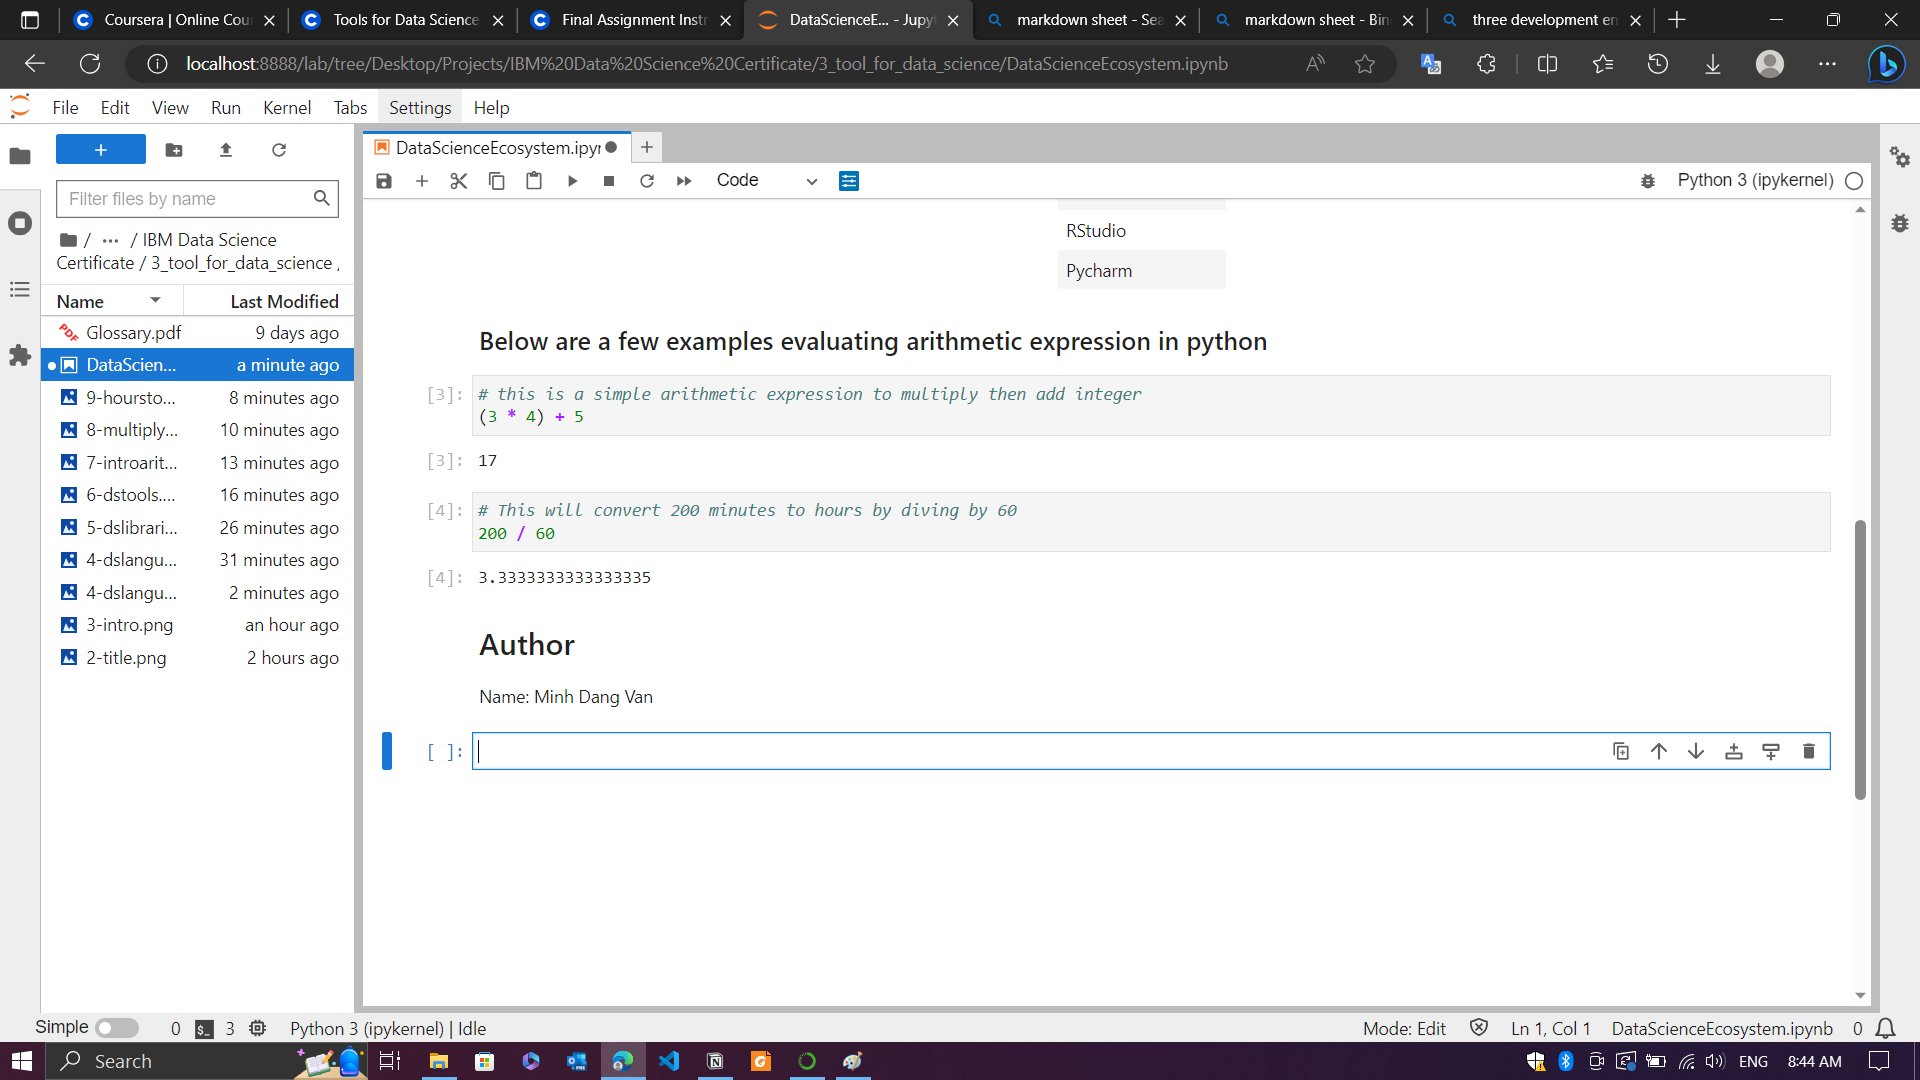 Coursera | Online Cou
Tools for Data Science
Final Assignment Instr
DataScienceE... - Jupyt
markdown sheet - Sea
markdown sheet - Bin
three development en
localhost:8888/lab/tree/Desktop/Projects/IBM%20Data%20Science%20Certificate/3_tool_for_data_science/DataScienceEcosystem.ipynb
File Edit View Run Kernel Tabs Settings Help
DataScienceEcosystem.ipyn
Code
Python 3 (ipykernel)
Filter files by name
/ ··· / IBM Data Science
Certificate / 3_tool_for_data_science /
Name Last Modified
Glossary.pdf 9 days ago
DataScien... a minute ago
9-hoursto... 8 minutes ago
8-multiply... 10 minutes ago
7-introarit... 13 minutes ago
6-dstools.... 16 minutes ago
5-dslibrari... 26 minutes ago
4-dslangu... 31 minutes ago
4-dslangu... 2 minutes ago
3-intro.png an hour ago
2-title.png 2 hours ago
RStudio
Pycharm
Below are a few examples evaluating arithmetic expression in python
[3]: # this is a simple arithmetic expression to multiply then add integer
(3 * 4) + 5
[3]: 17
[4]: # This will convert 200 minutes to hours by diving by 60
200 / 60
[4]: 3.3333333333333335
Author
Name: Minh Dang Van
[ ]:
Simple 0 3 Python 3 (ipykernel) | Idle
Mode: Edit Ln 1, Col 1 DataScienceEcosystem.ipynb 0
Search
ENG 8:44 AM